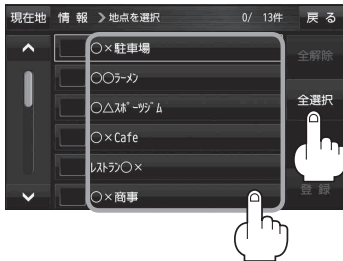 現在地 情報 》地点を選択 0/ 13件 戻る
○×駐車場
全解除
○○ラーメン
○△スポーツジム
全選択
○×Cafe
レストラン○×
○×商事
登録